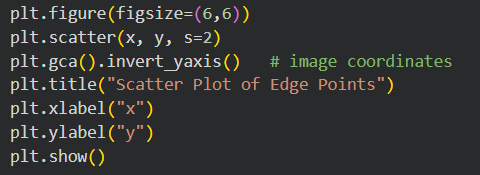 plt.figure(figsize=(6,6))
plt.scatter(x, y, s=2)
plt.gca().invert_yaxis()   # image coordinates
plt.title("Scatter Plot of Edge Points")
plt.xlabel("x")
plt.ylabel("y")
plt.show()